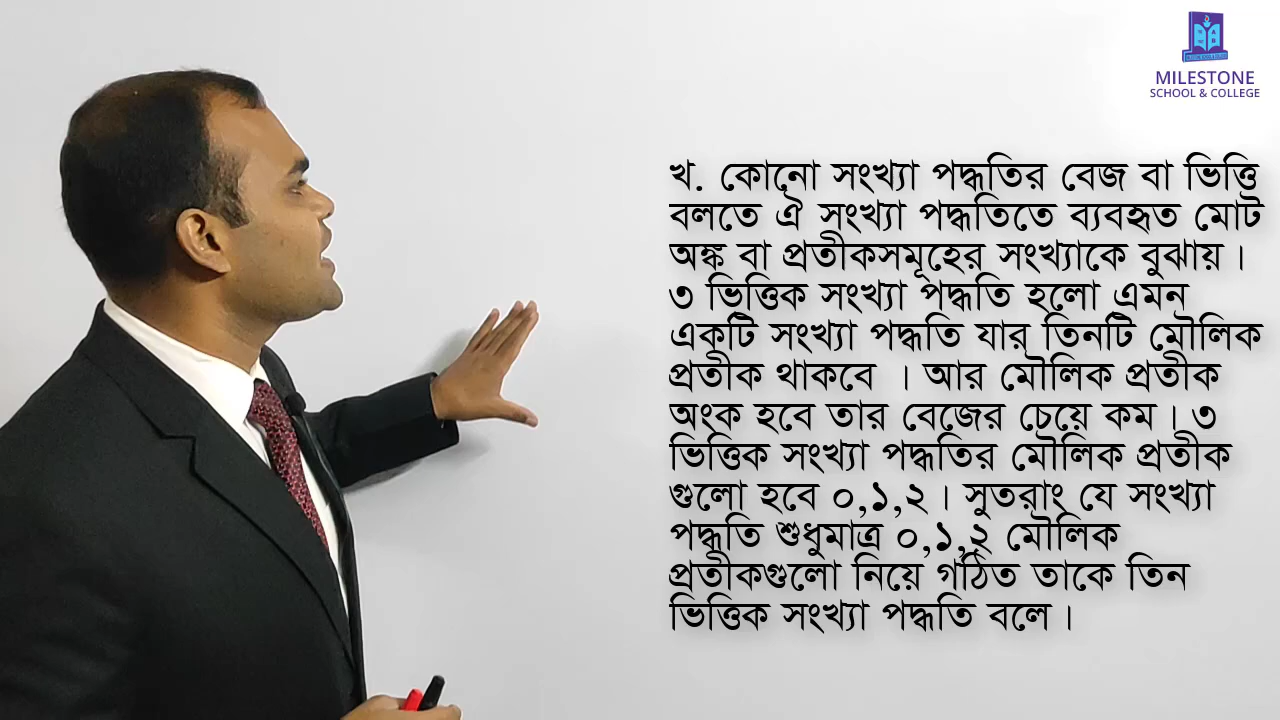 MILESTONE
SCHOOL & COLLEGE
খ. কোনো সংখ্যা পদ্ধতির বেজ বা ভিত্তি
বলতে ঐ সংখ্যা পদ্ধতিতে ব্যবহৃত মোট
অঙ্ক বা প্রতীকসমূহের সংখ্যাকে বুঝায়।
৩ ভিত্তিক সংখ্যা পদ্ধতি হলো এমন
একটি সংখ্যা পদ্ধতি যার তিনটি মৌলিক
প্রতীক থাকবে । আর মৌলিক প্রতীক
অংক হবে তার বেজের চেয়ে কম। ৩
ভিত্তিক সংখ্যা পদ্ধতির মৌলিক প্রতীক
গুলো হবে ০,১,২। সুতরাং যে সংখ্যা
পদ্ধতি শুধুমাত্র ০,১,২ মৌলিক
প্রতীকগুলো নিয়ে গঠিত তাকে তিন
ভিত্তিক সংখ্যা পদ্ধতি বলে।